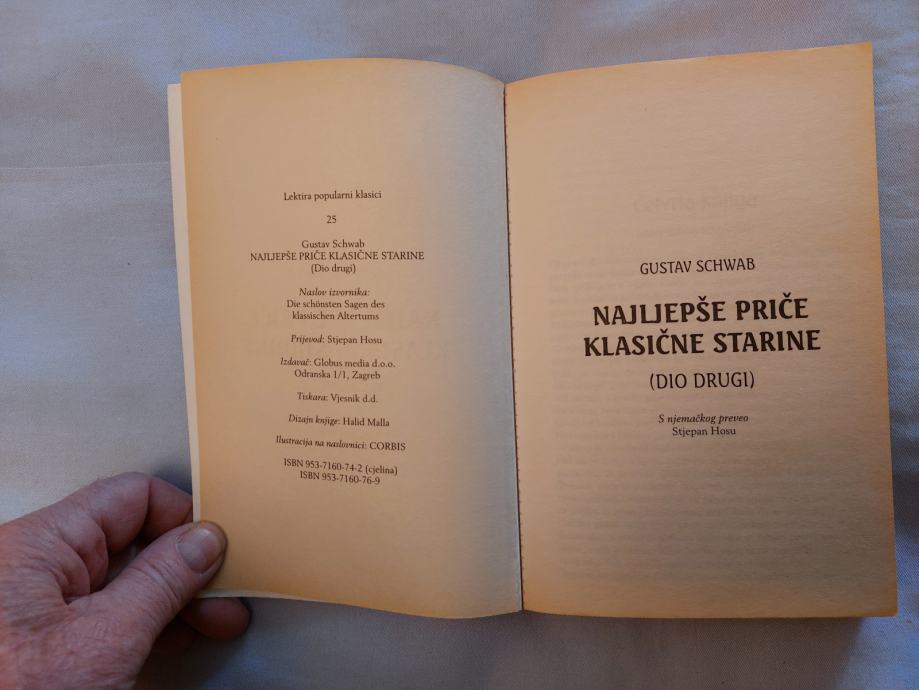 Lektira popularni klasici
25
Gustav Schwab
NAJLJEPŠE PRIČE KLASIČNE STARINE
(Dio drugi)
Naslov izvornika:
Die schönsten Sagen des
klassischen Altertums
Prijevod: Stjepan Hosu
Izdavač: Globus media d.o.o.
Odranska 1/1, Zagreb
Tiskara: Vjesnik d.d.
Dizajn knjige: Halid Malla
Ilustracija na naslovnici: CORBIS
ISBN 953-7160-74-2 (cjelina)
ISBN 953-7160-76-9
GUSTAV SCHWAB
NAJLJEPŠE PRIČE
KLASIČNE STARINE
(DIO DRUGI)
S njemačkog preveo
Stjepan Hosu